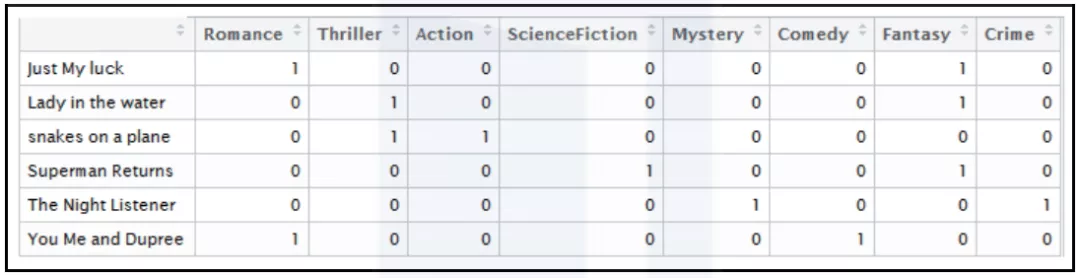 Romance Thriller Action ScienceFiction Mystery Comedy Fantasy Crime
Just My luck 1 0 0 0 0 0 1 0
Lady in the water 0 1 0 0 0 0 1 0
snakes on a plane 0 1 1 0 0 0 0 0
Superman Returns 0 0 0 1 0 0 1 0
The Night Listener 0 0 0 0 1 0 0 1
You Me and Dupree 1 0 0 0 0 1 0 0